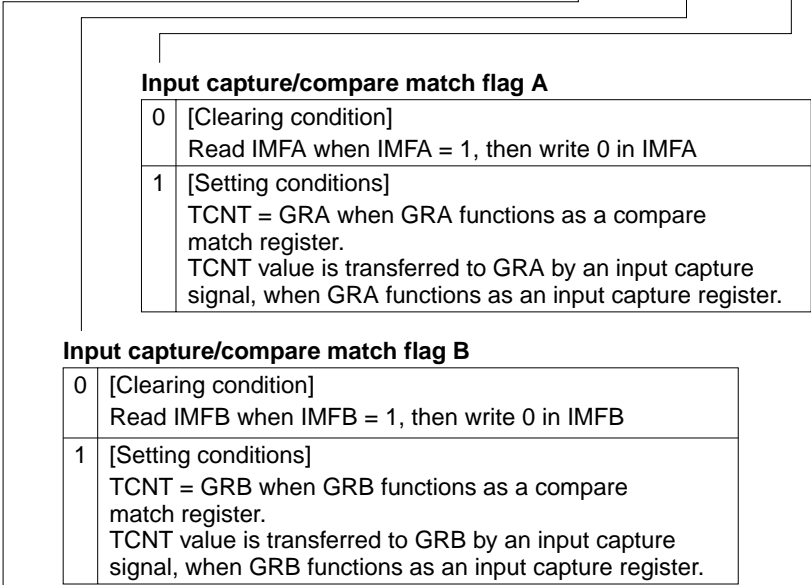 Input capture/compare match flag A
0 [Clearing condition]
Read IMFA when IMFA = 1, then write 0 in IMFA
1 [Setting conditions]
TCNT = GRA when GRA functions as a compare
match register.
TCNT value is transferred to GRA by an input capture
signal, when GRA functions as an input capture register.
Input capture/compare match flag B
0 [Clearing condition]
Read IMFB when IMFB = 1, then write 0 in IMFB
1 [Setting conditions]
TCNT = GRB when GRB functions as a compare
match register.
TCNT value is transferred to GRB by an input capture
signal, when GRB functions as an input capture register.